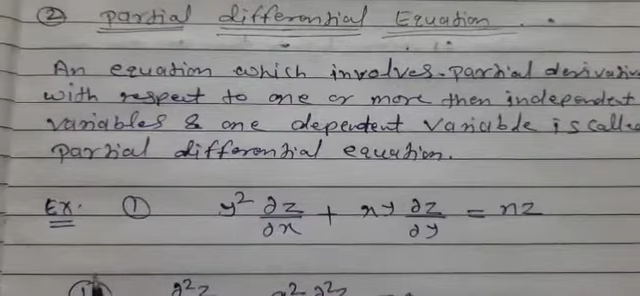 ② Partial differential Equation
An equation which involves partial derivative
with respect to one or more then independent
variables & one dependent variable is called
partial differential equation.
Ex. ① y² ∂z/∂x + xy ∂z/∂y = nz